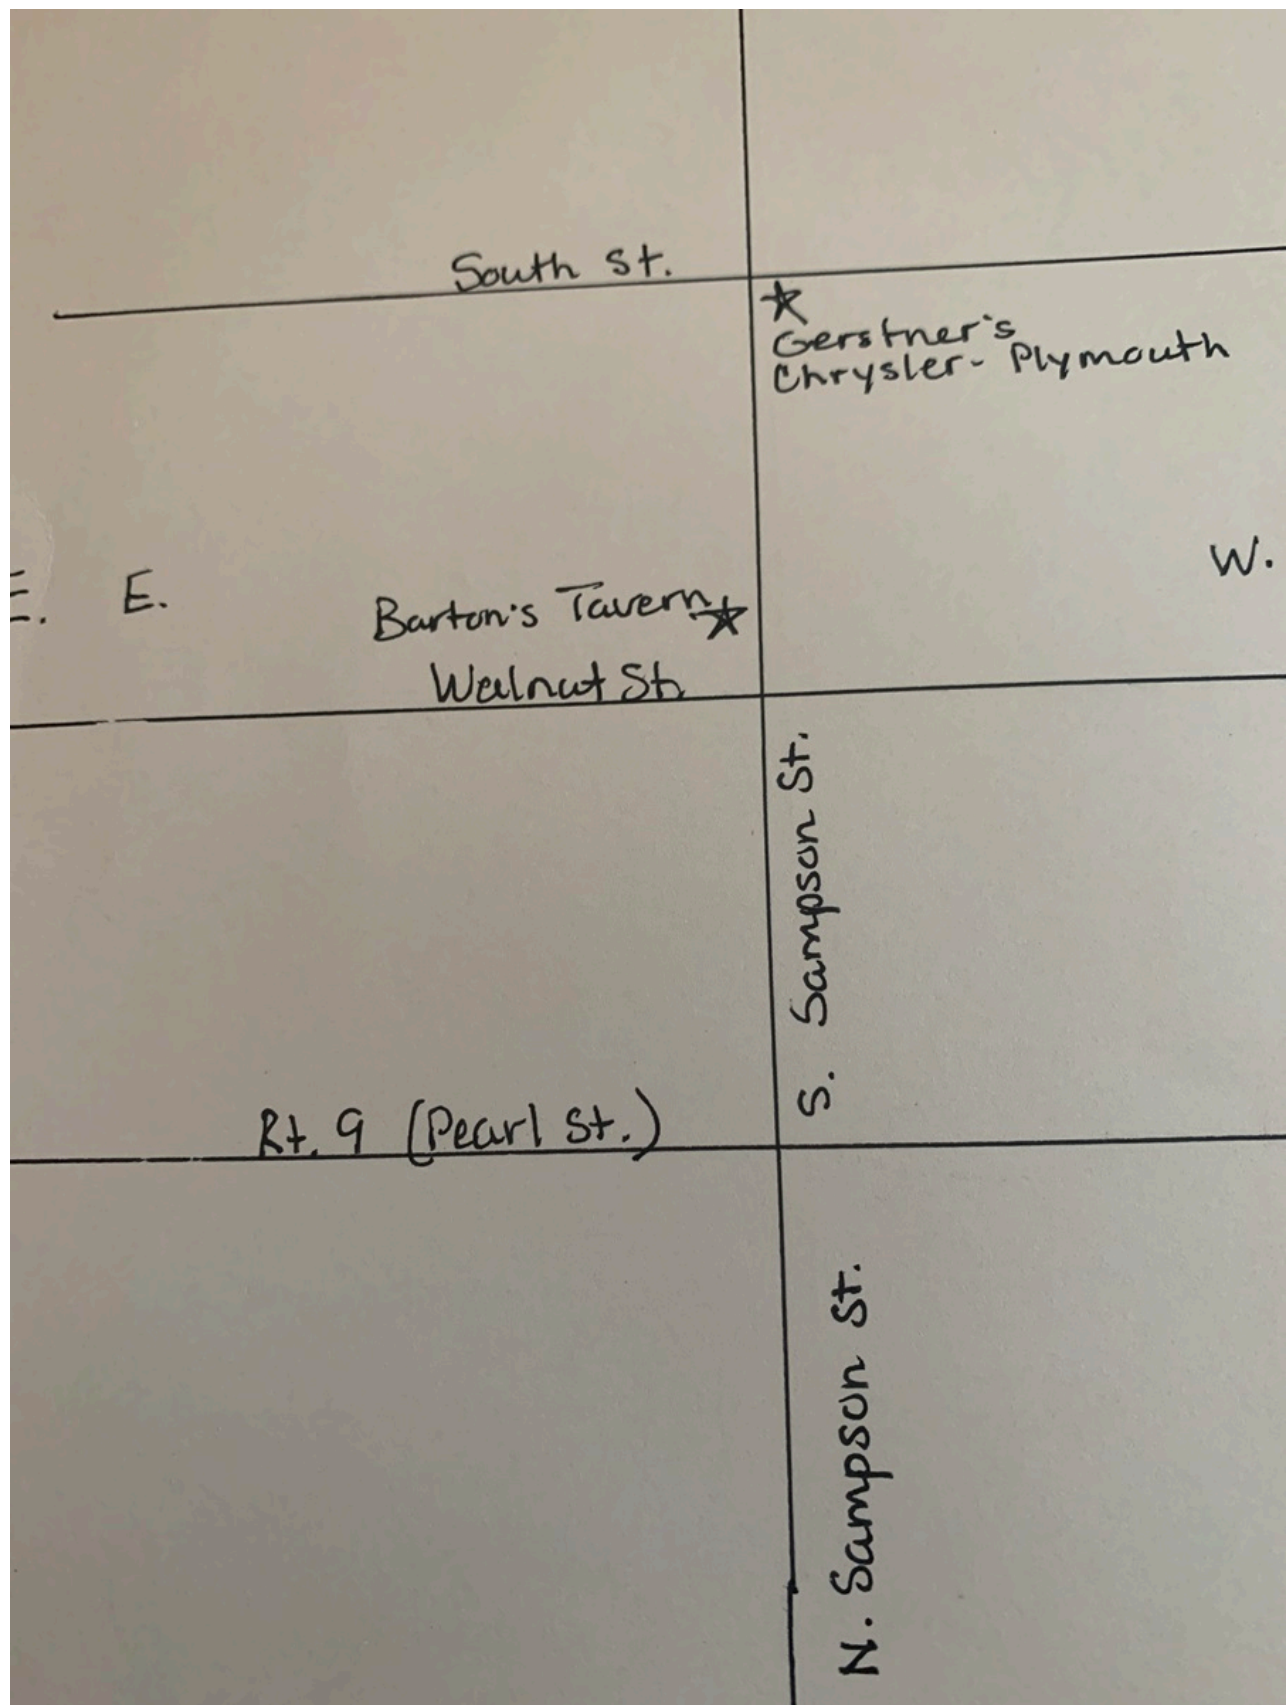 South St.
Gerstner's
Chrysler- Plymouth
W.
E. E.
Barton's Tavern
Walnut St.
S. Sampson St.
Rt. 9 (Pearl St.)
N. Sampson St.